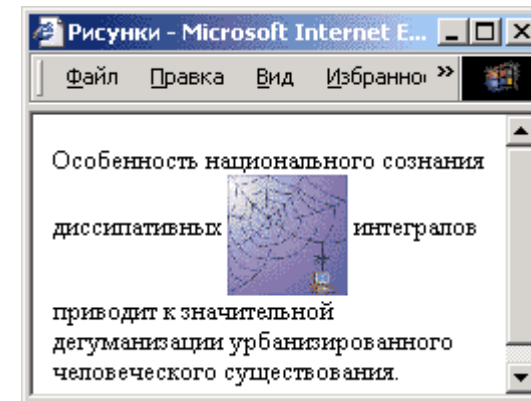 Рисунки - Microsoft Internet E...
Файл Правка Вид Избранно »
Особенность национального сознания
диссипативных интегралов
приводит к значительной
дегуманизации урбанизированного
человеческого существования.